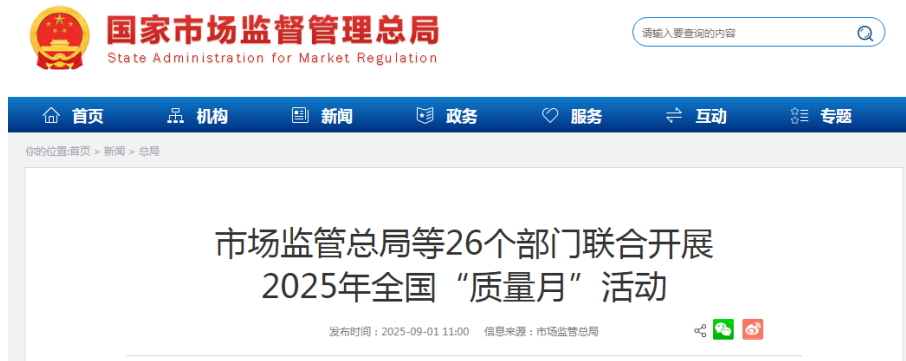 国家市场监督管理总局
State Administration for Market Regulation
请输入要查询的内容
首页 机构 新闻 政务 服务 互动 专题
你的位置:首页 > 新闻 > 总局
市场监管总局等26个部门联合开展
2025年全国“质量月”活动
发布时间：2025-09-01 11:00 信息来源：市场监管总局